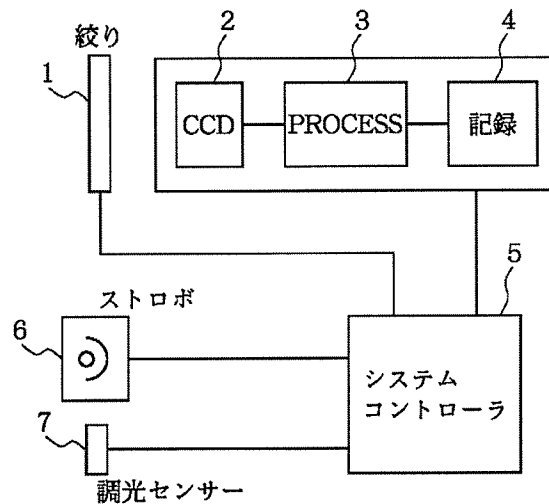 絞り
1
2
3
4
CCD
PROCESS
記録
5
ストロボ
6
システム
コントローラ
7
調光センサー